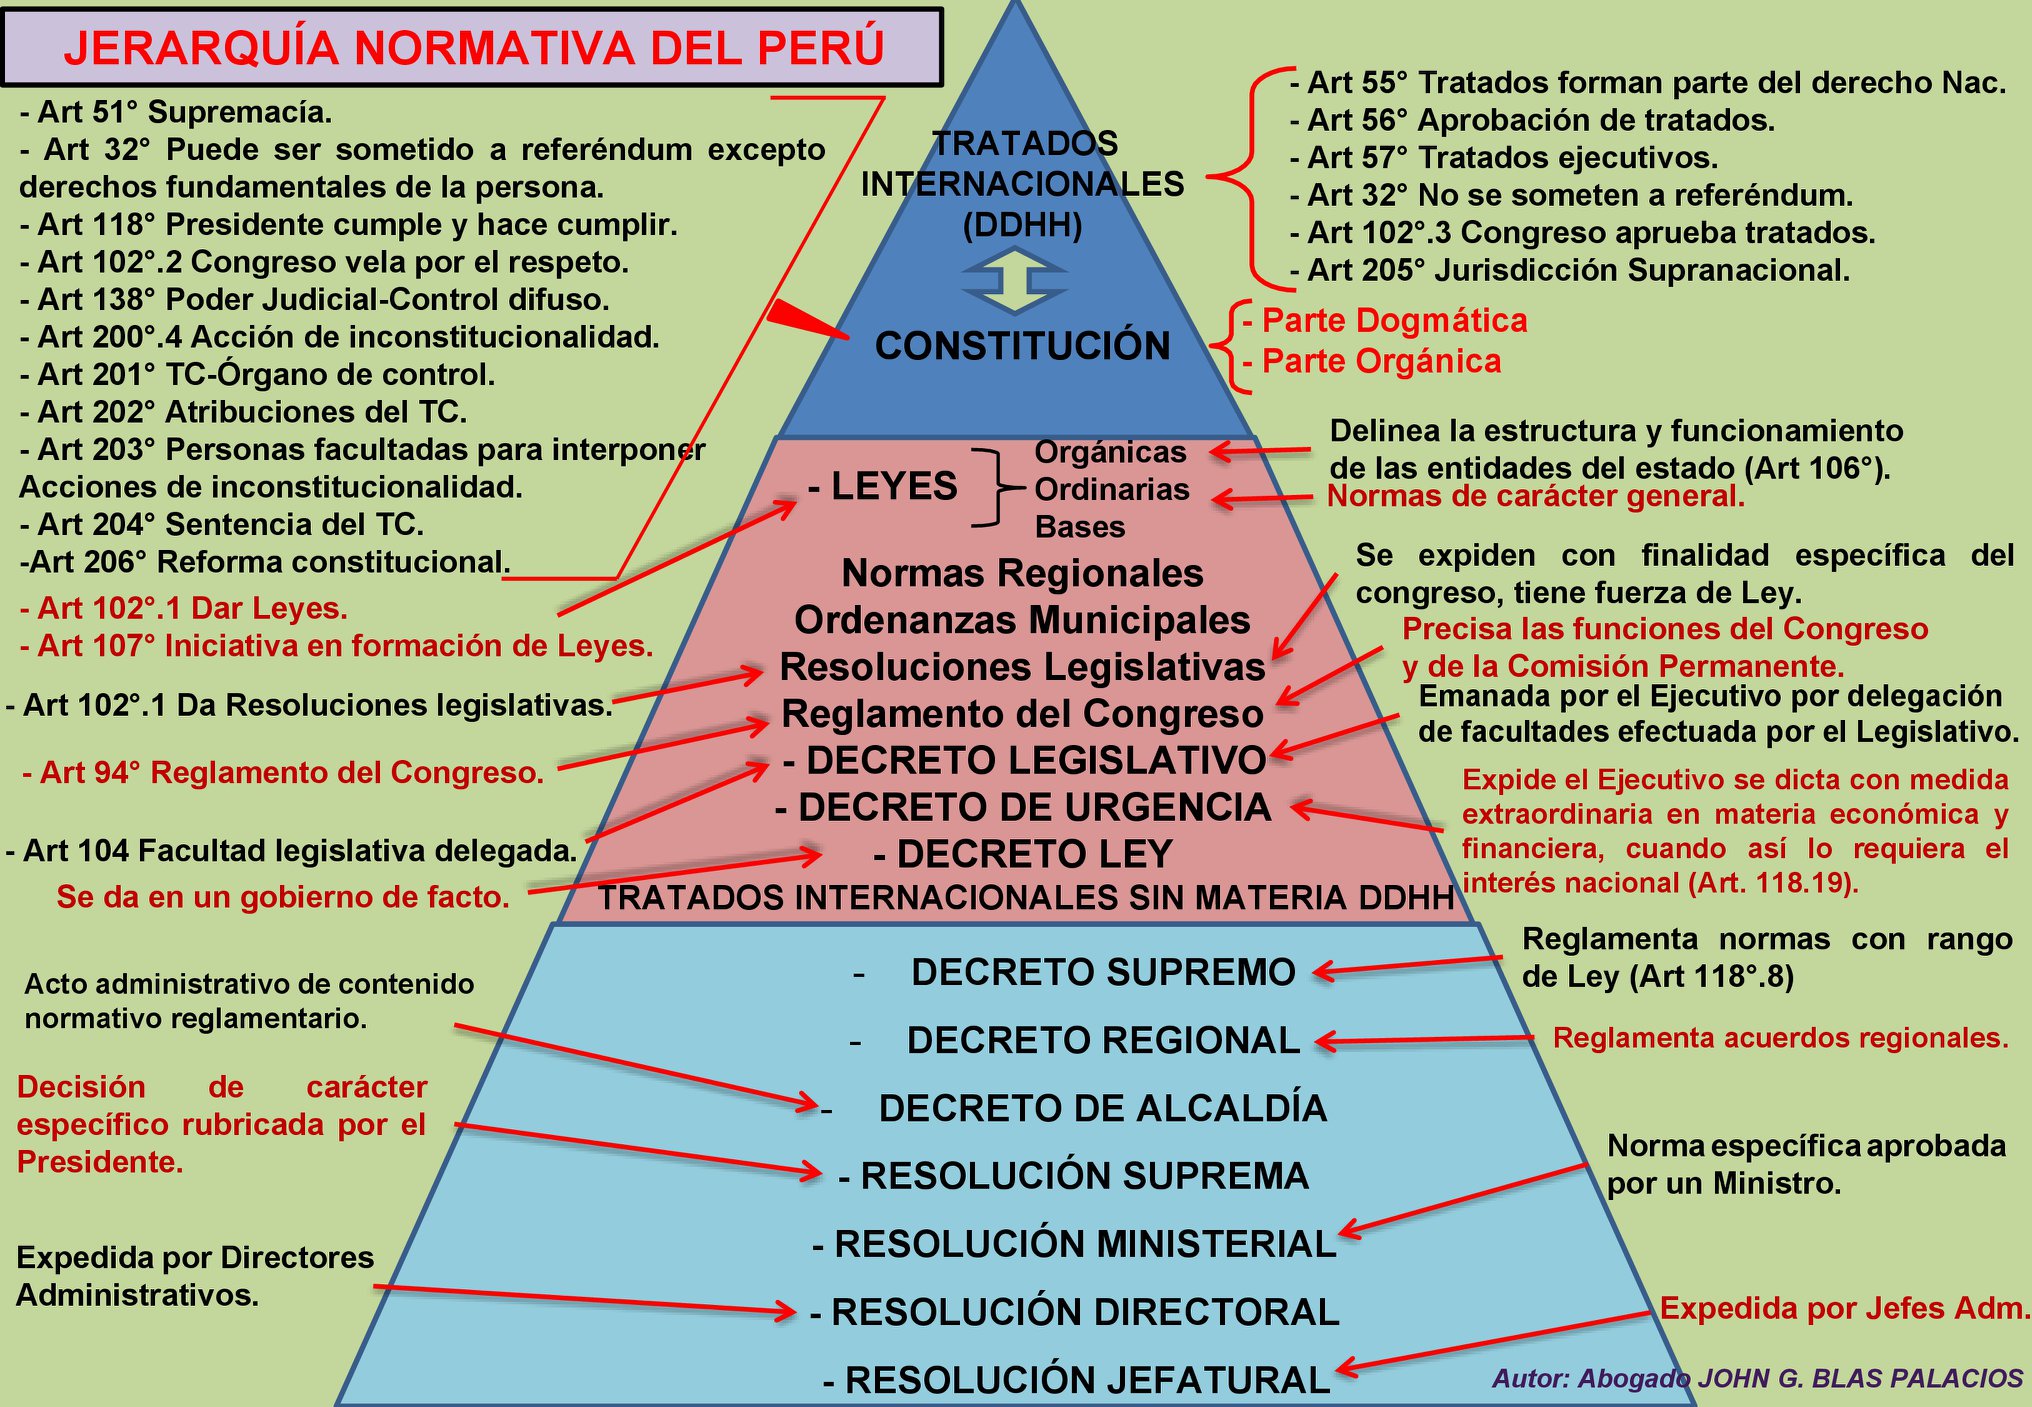 JERARQUÍA NORMATIVA DEL PERÚ
- Art 51° Supremacía.
- Art 32° Puede ser sometido a referéndum excepto
derechos fundamentales de la persona.
- Art 118° Presidente cumple y hace cumplir.
- Art 102°.2 Congreso vela por el respeto.
- Art 138° Poder Judicial-Control difuso.
- Art 200°.4 Acción de inconstitucionalidad.
- Art 201° TC-Órgano de control.
- Art 202° Atribuciones del TC.
- Art 203° Personas facultadas para interponer
Acciones de inconstitucionalidad.
- Art 204° Sentencia del TC.
-Art 206° Reforma constitucional.
- Art 102°.1 Dar Leyes.
- Art 107° Iniciativa en formación de Leyes.
- Art 102°.1 Da Resoluciones legislativas.
- Art 94° Reglamento del Congreso.
- Art 104 Facultad legislativa delegada.
Se da en un gobierno de facto.
Acto administrativo de contenido
normativo reglamentario.
Decisión de carácter
específico rubricada por el
Presidente.
Expedida por Directores
Administrativos.
TRATADOS
INTERNACIONALES
(DDHH)
CONSTITUCIÓN
- LEYES
Orgánicas
Ordinarias
Bases
Normas Regionales
Ordenanzas Municipales
Resoluciones Legislativas
Reglamento del Congreso
- DECRETO LEGISLATIVO
- DECRETO DE URGENCIA
- DECRETO LEY
TRATADOS INTERNACIONALES SIN MATERIA DDHH
- DECRETO SUPREMO
- DECRETO REGIONAL
- DECRETO DE ALCALDÍA
- RESOLUCIÓN SUPREMA
- RESOLUCIÓN MINISTERIAL
- RESOLUCIÓN DIRECTORAL
- RESOLUCIÓN JEFATURAL
- Art 55° Tratados forman parte del derecho Nac.
- Art 56° Aprobación de tratados.
- Art 57° Tratados ejecutivos.
- Art 32° No se someten a referéndum.
- Art 102°.3 Congreso aprueba tratados.
- Art 205° Jurisdicción Supranacional.
- Parte Dogmática
- Parte Orgánica
Delinea la estructura y funcionamiento
de las entidades del estado (Art 106°).
Normas de carácter general.
Se expiden con finalidad específica del
congreso, tiene fuerza de Ley.
Precisa las funciones del Congreso
y de la Comisión Permanente.
Emanada por el Ejecutivo por delegación
de facultades efectuada por el Legislativo.
Expide el Ejecutivo se dicta con medida
extraordinaria en materia económica y
financiera, cuando así lo requiera el
interés nacional (Art. 118.19).
Reglamenta normas con rango
de Ley (Art 118°.8)
Reglamenta acuerdos regionales.
Norma específica aprobada
por un Ministro.
Expedida por Jefes Adm.
Autor: Abogado JOHN G. BLAS PALACIOS